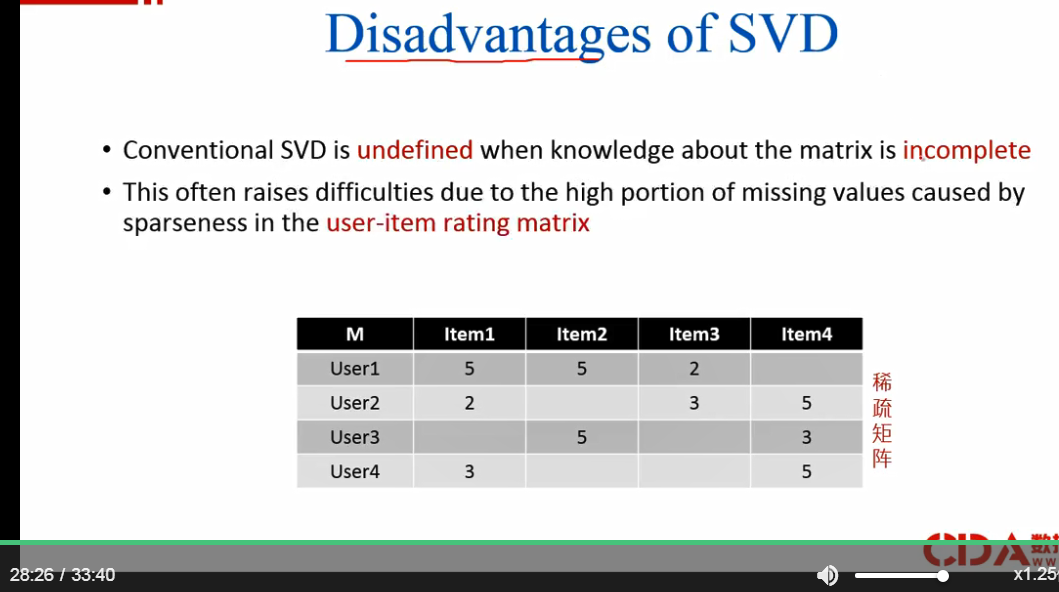 Disadvantages of SVD
• Conventional SVD is undefined when knowledge about the matrix is incomplete
• This often raises difficulties due to the high portion of missing values caused by
sparseness in the user-item rating matrix
M Item1 Item2 Item3 Item4
User1 5 5 2
User2 2 3 5
User3 5 3
User4 3 5
稀
疏
矩
阵
CDA 数
28:26 / 33:40
x1.25